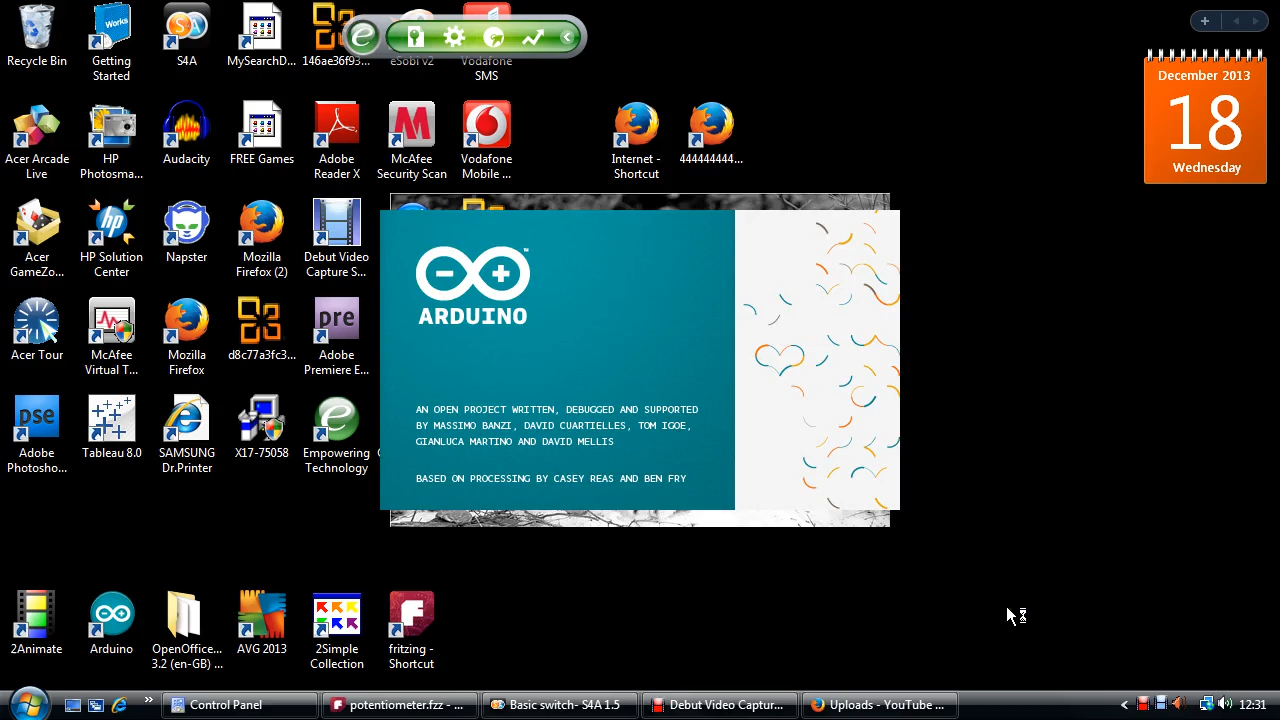 Recycle Bin
Works
Getting
Started
SA
S4A
MySearchD...
146ae36f93...
e
eSobi v2
Vodafone
SMS
December 2013
18
Wednesday
Acer Arcade
Live
HP
Photosma...
Audacity
FREE Games
Adobe
Reader X
McAfee
Security Scan
Vodafone
Mobile ...
Internet -
Shortcut
444444444...
Acer
GameZo...
HP Solution
Center
Napster
Mozilla
Firefox (2)
Debut Video
Capture S...
ARDUINO
AN OPEN PROJECT WRITTEN, DEBUGGED AND SUPPORTED
BY MASSIMO BANZI, DAVID CUARTIELLES, TOM IGOE,
GIANLUCA MARTINO AND DAVID MELLIS
BASED ON PROCESSING BY CASEY REAS AND BEN FRY
Acer Tour
McAfee
Virtual T...
Mozilla
Firefox
d8c77a3fc3...
pre
Adobe
Premiere E...
pse
Adobe
Photosho...
Tableau 8.0
SAMSUNG
Dr.Printer
X17-75058
Empowering
Technology
2Animate
Arduino
OpenOffice...
3.2 (en-GB) ...
AVG 2013
2Simple
Collection
fritzing -
Shortcut
Control Panel
potentiometer.fzz - ...
Basic switch- S4A 1.5
Debut Video Captur...
Uploads - YouTube ...
12:31